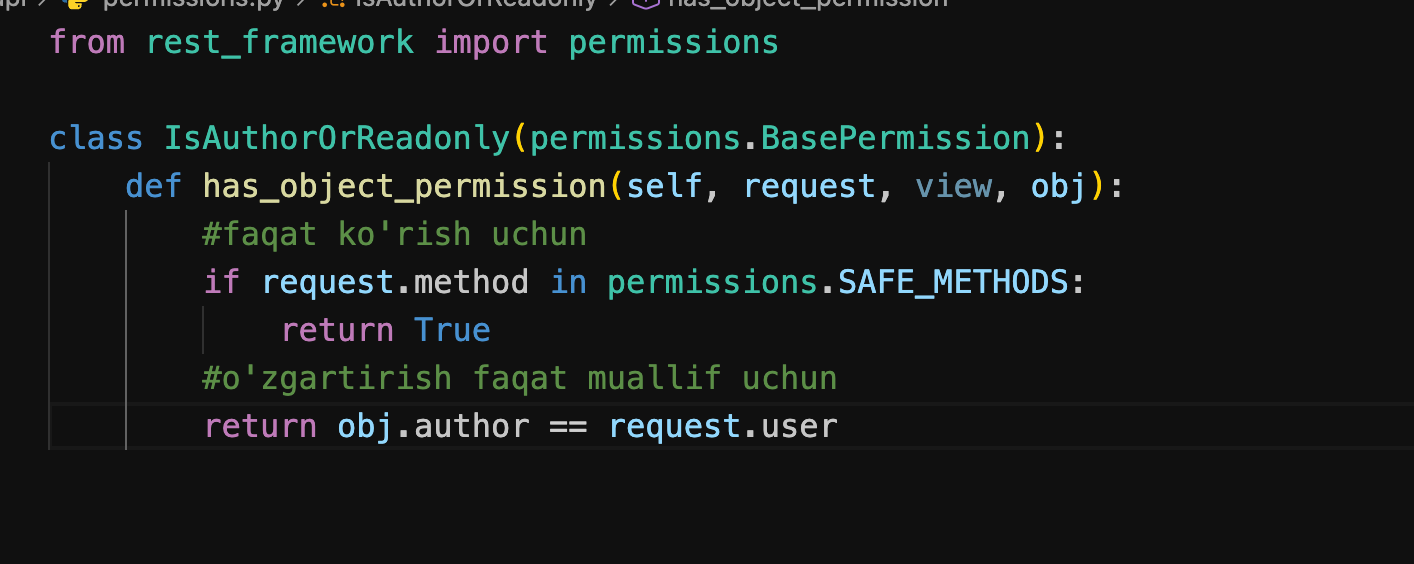 permissions.py > IsAuthorOrReadonly > has_object_permission
from rest_framework import permissions
class IsAuthorOrReadonly(permissions.BasePermission):
def has_object_permission(self, request, view, obj):
#faqat ko'rish uchun
if request.method in permissions.SAFE_METHODS:
return True
#o'zgartirish faqat muallif uchun
return obj.author == request.user